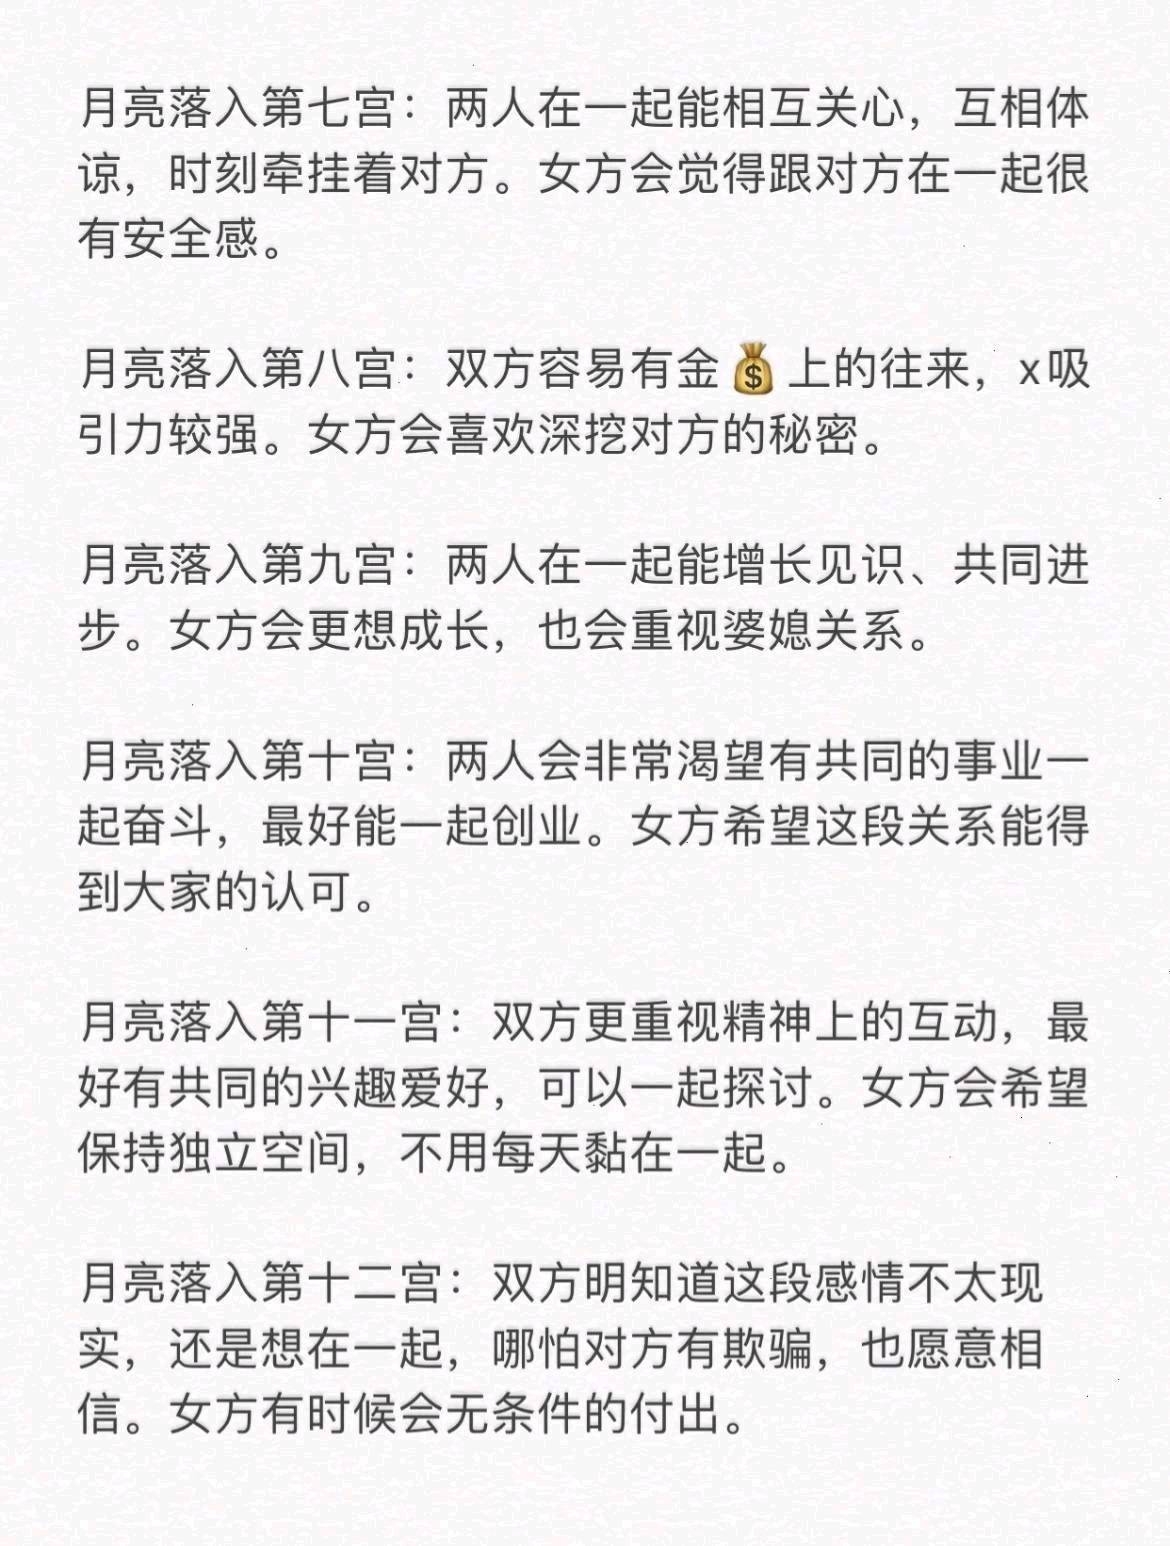 月亮落入第七宫：两人在一起能相互关心，互相体
谅，时刻牵挂着对方。女方会觉得跟对方在一起很
有安全感。
月亮落入第八宫：双方容易有金💰上的往来，x吸
引力较强。女方会喜欢深挖对方的秘密。
月亮落入第九宫：两人在一起能增长见识、共同进
步。女方会更想成长，也会重视婆媳关系。
月亮落入第十宫：两人会非常渴望有共同的事业一
起奋斗，最好能一起创业。女方希望这段关系能得
到大家的认可。
月亮落入第十一宫：双方更重视精神上的互动，最
好有共同的兴趣爱好，可以一起探讨。女方会希望
保持独立空间，不用每天黏在一起。
月亮落入第十二宫：双方明知道这段感情不太现
实，还是想在一起，哪怕对方有欺骗，也愿意相
信。女方有时候会无条件的付出。